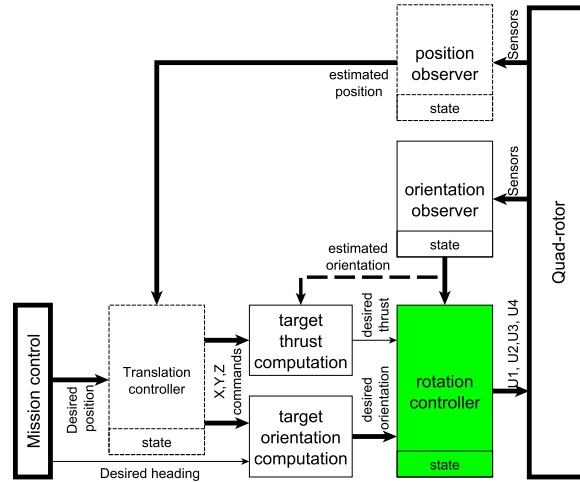 position
observer
state
Sensors
estimated
position
orientation
observer
state
Sensors
Quad-rotor
estimated
orientation
Mission control
Desired
position
Translation
controller
state
X,Y,Z
commands
target
thrust
computation
desired
thrust
target
orientation
computation
desired
orientation
rotation
controller
state
U1, U2,U3, U4
Desired heading